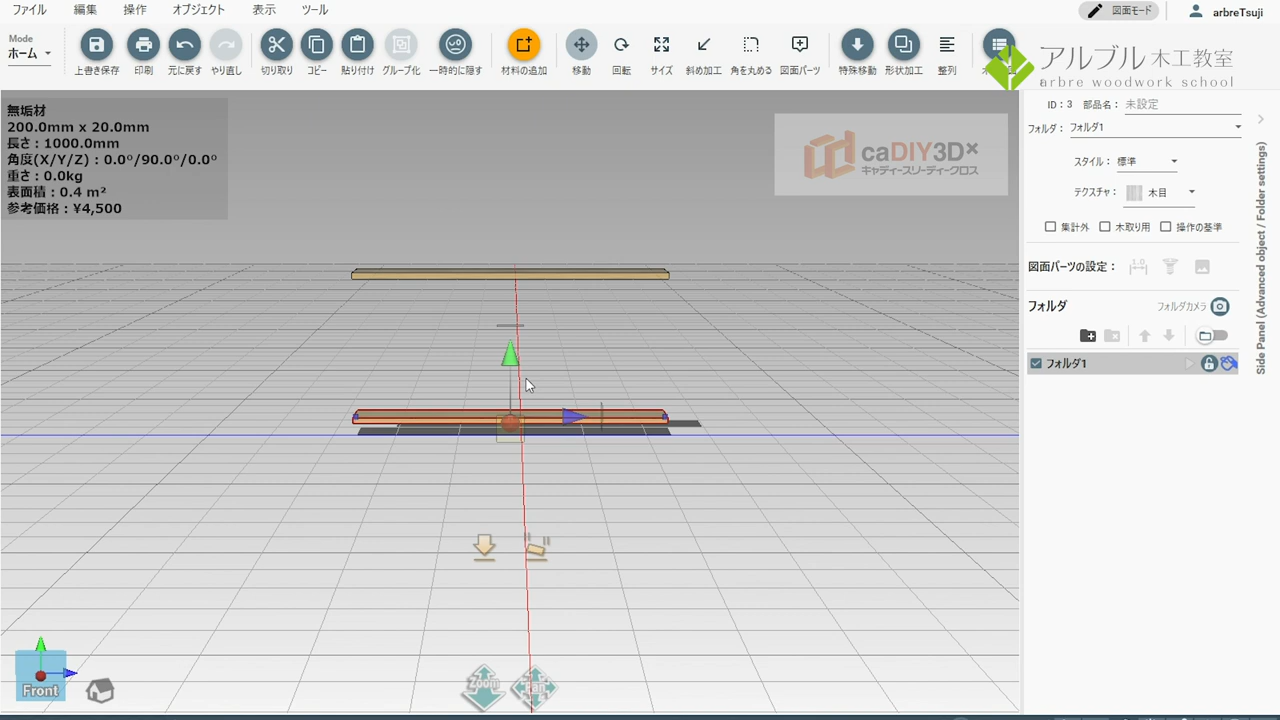 ファイル 編集 操作 オブジェクト 表示 ツール 図面モード arbreTsuji
Mode
ホーム
上書き保存 印刷 元に戻す やり直し 切り取り コピー 貼り付け グループ化 一時的に隠す 材料の追加 移動 回転 サイズ 斜め加工 角を丸める 図面パーツ 特殊移動 形状加工 整列
アルブル木工教室
arbre woodwork school
無垢材
200.0mm x 20.0mm
長さ : 1000.0mm
角度(X/Y/Z) : 0.0°/90.0°/0.0°
重さ : 0.0kg
表面積 : 0.4 m²
参考価格 : ¥4,500
caDIY3D×
キャディースリーディークロス
ID : 3 部品名 : 未設定
フォルダ : フォルダ1
スタイル : 標準
テクスチャ : 木目
集計外 木取り用 操作の基準
図面パーツの設定 :
1.0
フォルダ フォルダカメラ
フォルダ1
Side Panel (Advanced object / Folder settings)
Front
Zoom
Pan